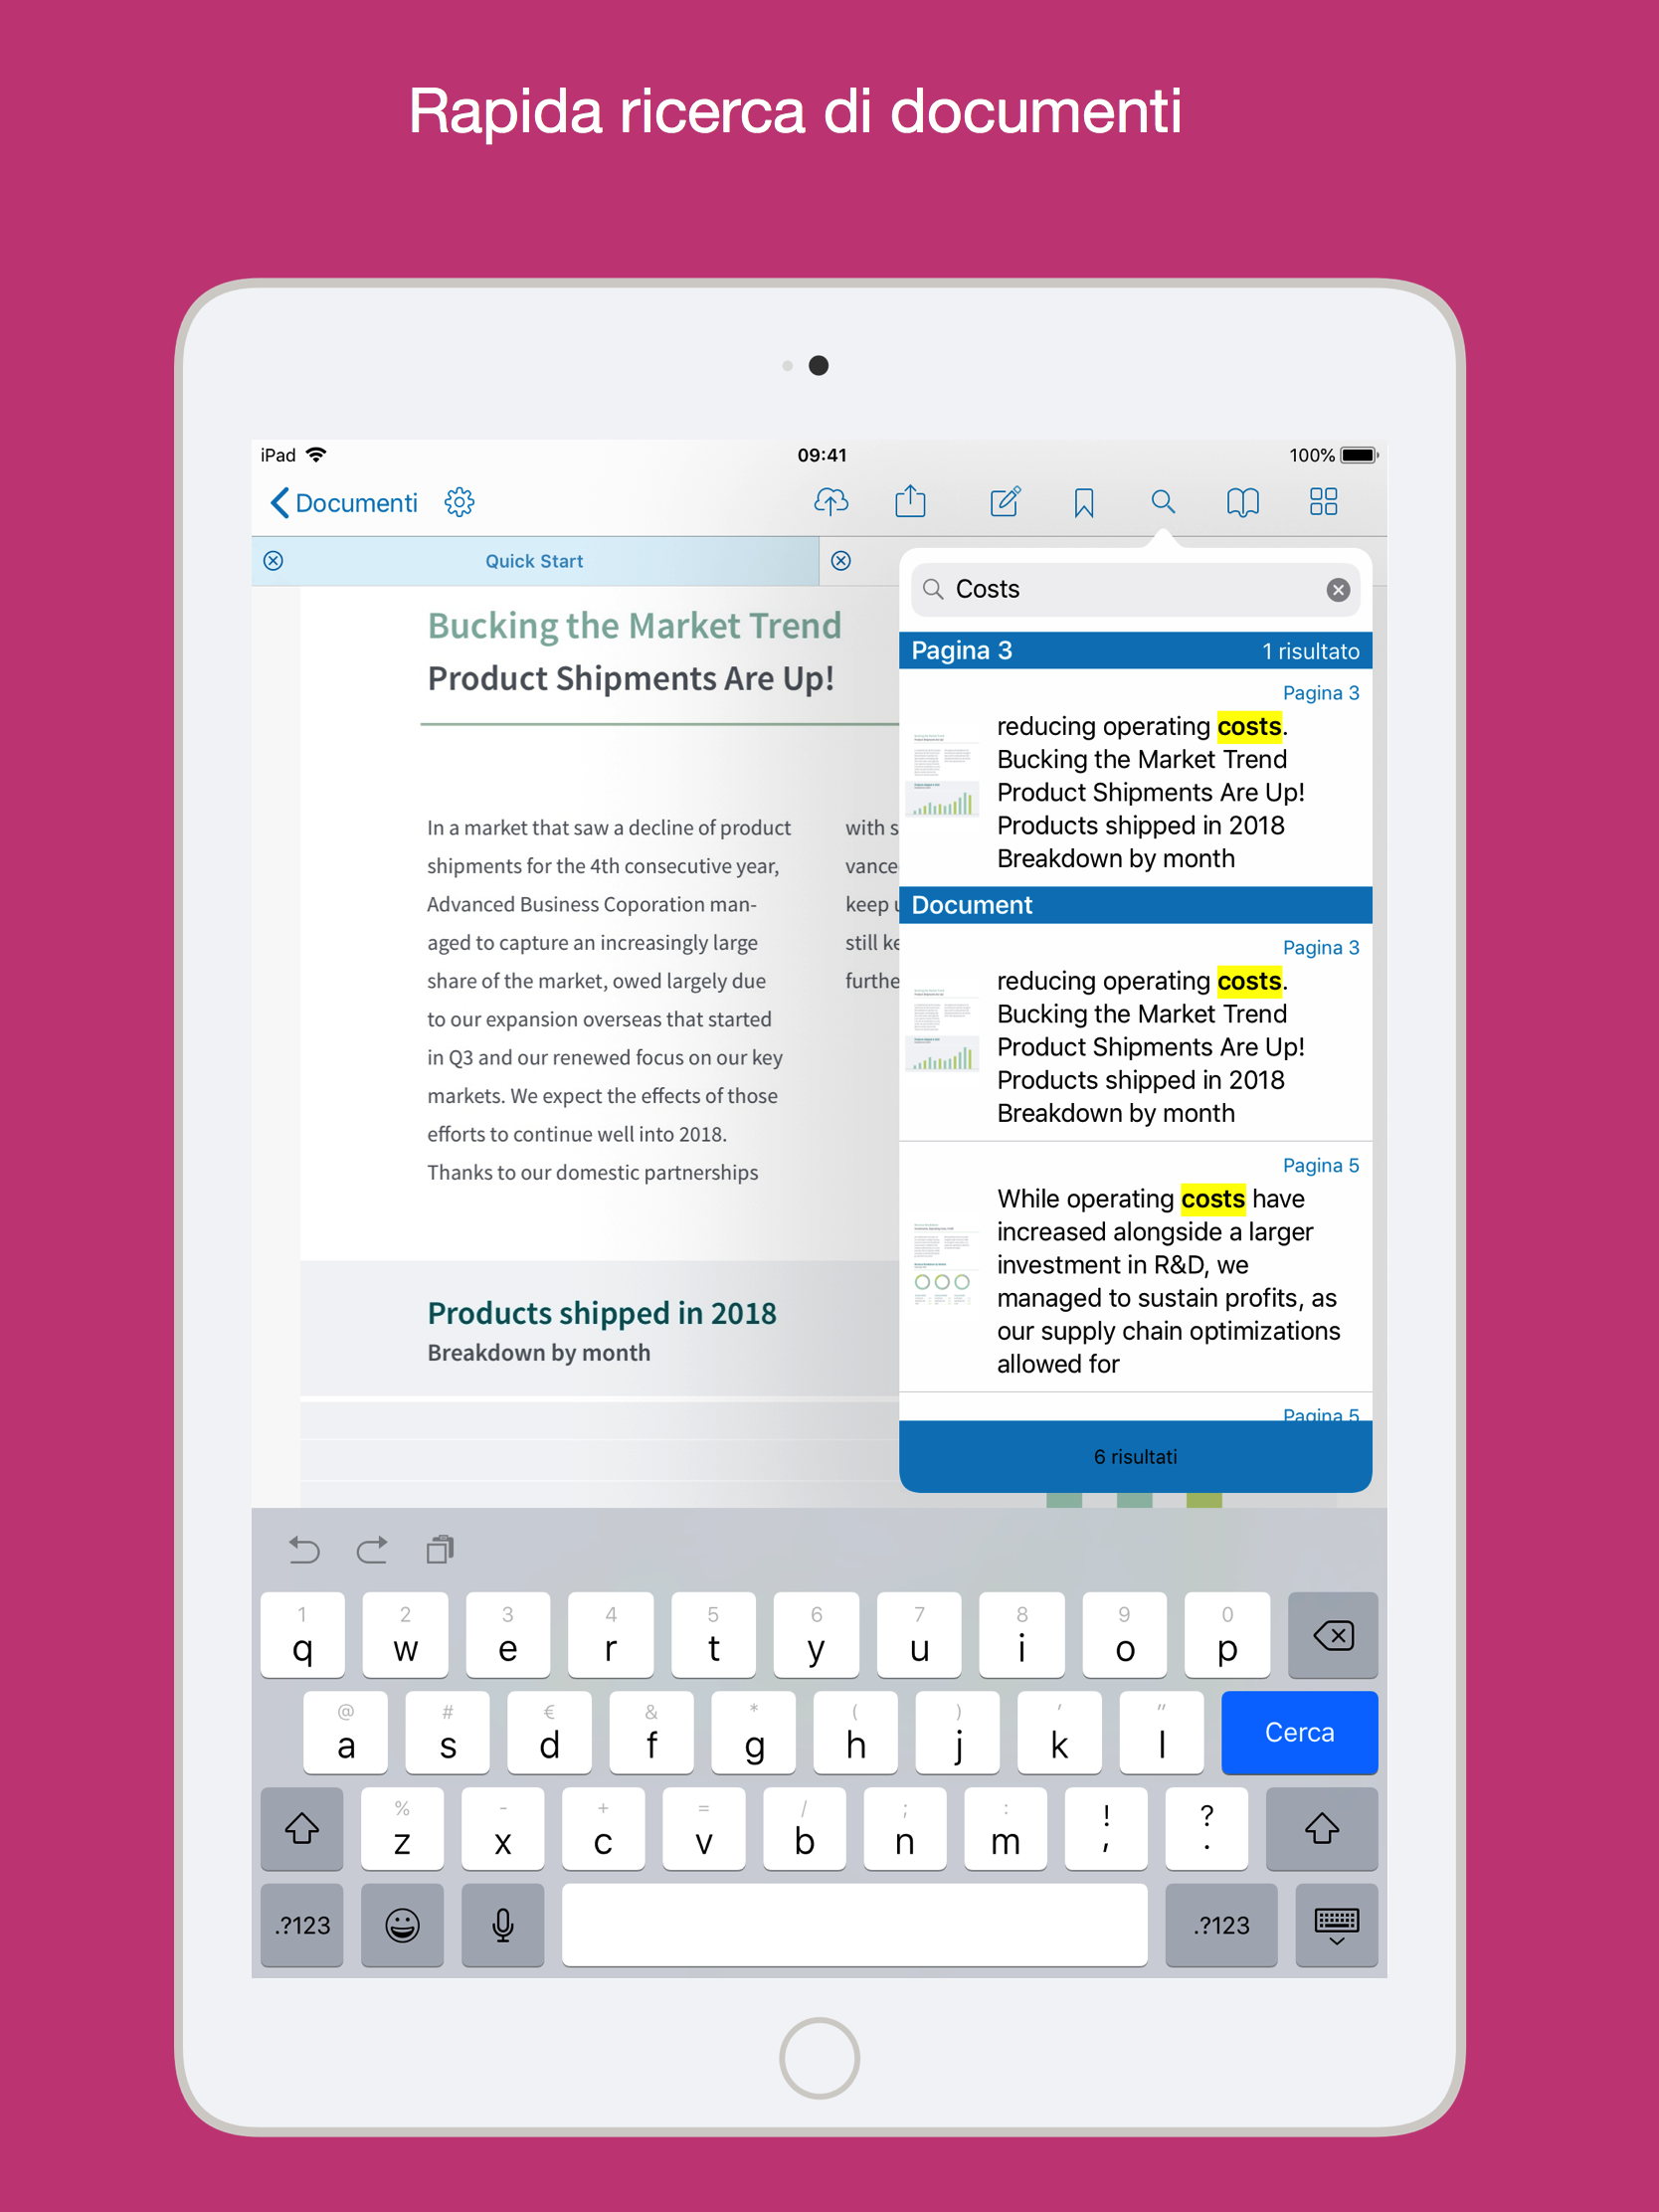 Rapida ricerca di documenti
iPad 09:41 100%
Documenti
Quick Start
Bucking the Market Trend
Product Shipments Are Up!
In a market that saw a decline of product
shipments for the 4th consecutive year,
Advanced Business Coporation man-
aged to capture an increasingly large
share of the market, owed largely due
to our expansion overseas that started
in Q3 and our renewed focus on our key
markets. We expect the effects of those
efforts to continue well into 2018.
Thanks to our domestic partnerships
with s
vance
keep u
still ke
furthe
Products shipped in 2018
Breakdown by month
Costs
Pagina 3 1 risultato
Pagina 3
reducing operating costs.
Bucking the Market Trend
Product Shipments Are Up!
Products shipped in 2018
Breakdown by month
Document
Pagina 3
reducing operating costs.
Bucking the Market Trend
Product Shipments Are Up!
Products shipped in 2018
Breakdown by month
Pagina 5
While operating costs have
increased alongside a larger
investment in R&D, we
managed to sustain profits, as
our supply chain optimizations
allowed for
Pagina 5
6 risultati
1 2 3 4 5 6 7 8 9 0
q w e r t y u i o p
@ # € & * ( ) ' "
a s d f g h j k l Cerca
% - + = / ; : ! ?
z x c v b n m , .
.?123 .?123